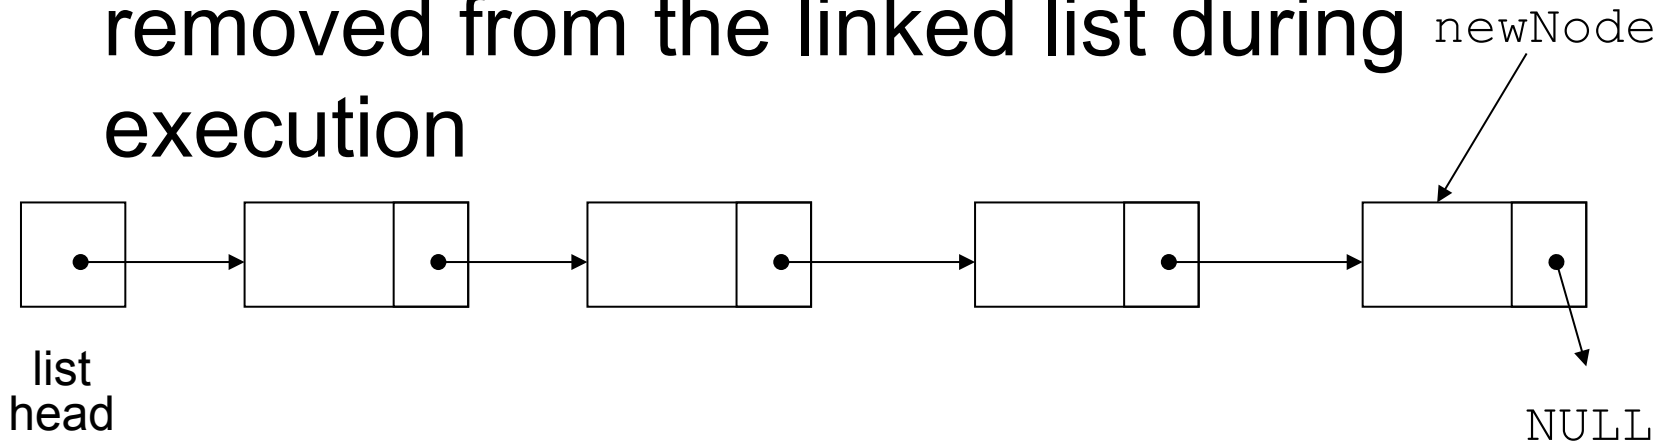 removed from the linked list during
newNode
execution
list
head
NULL